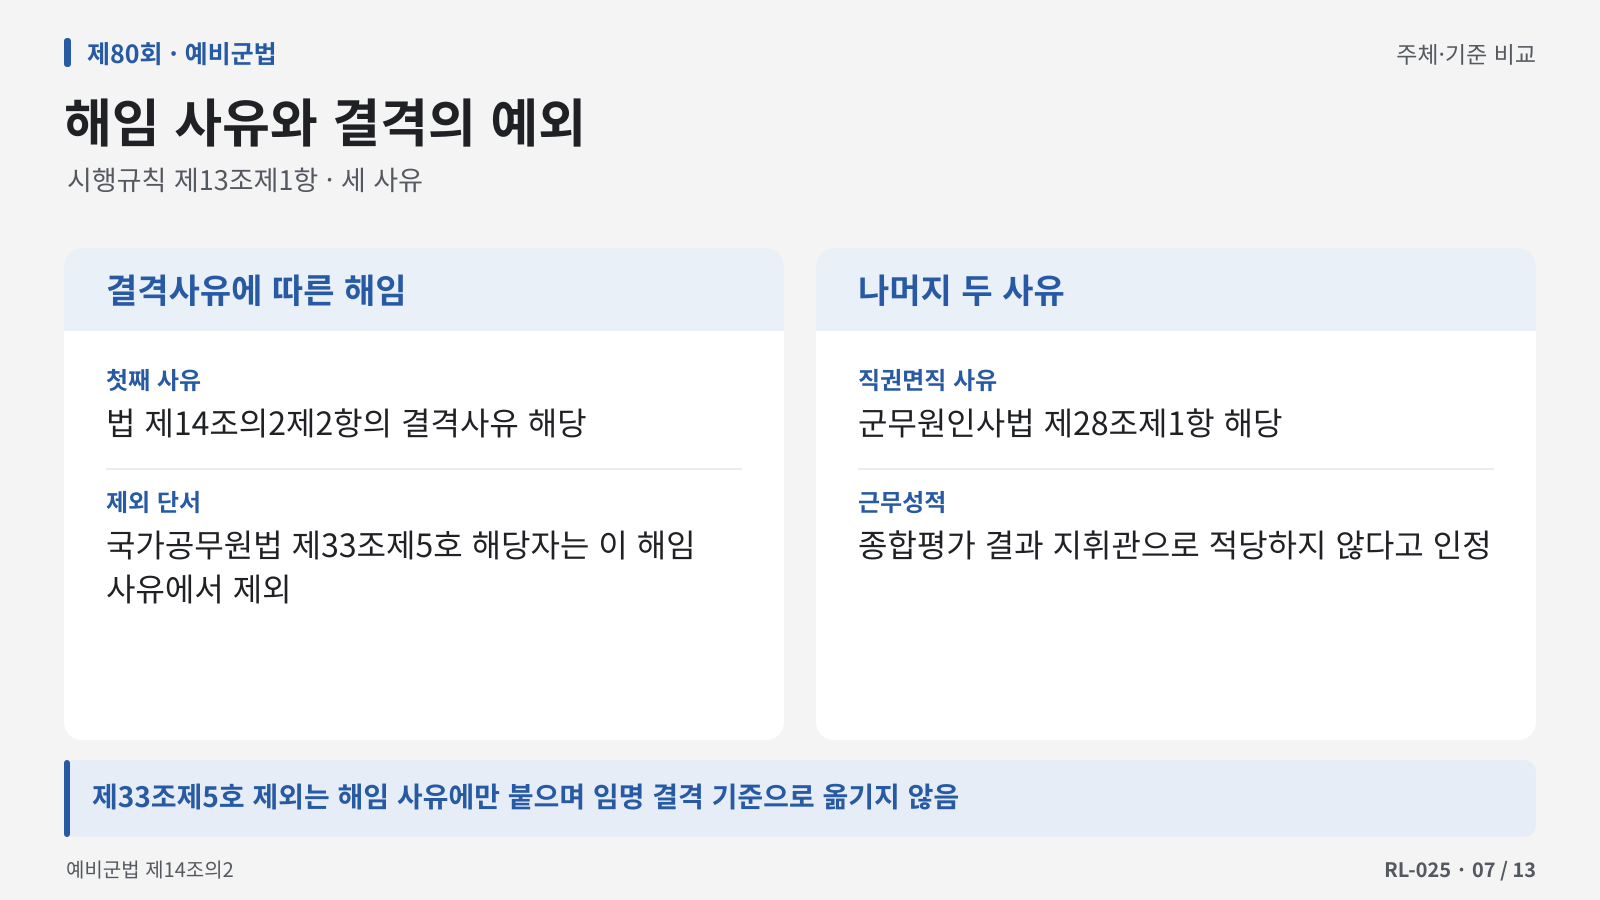 제80회 · 예비군법
주체·기준 비교
해임 사유와 결격의 예외
시행규칙 제13조제1항 · 세 사유
결격사유에 따른 해임
첫째 사유
법 제14조의2제2항의 결격사유 해당
제외 단서
국가공무원법 제33조제5호 해당자는 이 해임
사유에서 제외
나머지 두 사유
직권면직 사유
군무원인사법 제28조제1항 해당
근무성적
종합평가 결과 지휘관으로 적당하지 않다고 인정
제33조제5호 제외는 해임 사유에만 붙으며 임명 결격 기준으로 옮기지 않음
예비군법 제14조의2
RL-025 · 07 / 13